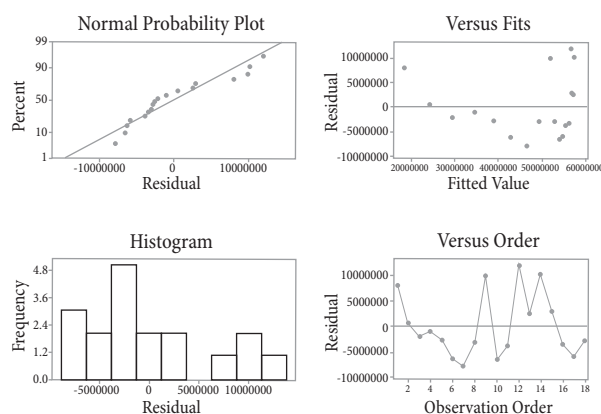 Normal Probability Plot
99
90
50
10
1
Percent
-10000000 0 10000000
Residual
Versus Fits
10000000
5000000
0
-5000000
-10000000
Residual
20000000 30000000 40000000 50000000 60000000
Fitted Value
Histogram
4.8
3.6
2.4
1.2
0.0
Frequency
-5000000 0 5000000 10000000
Residual
Versus Order
10000000
5000000
0
-5000000
-10000000
Residual
2 4 6 8 10 12 14 16 18
Observation Order